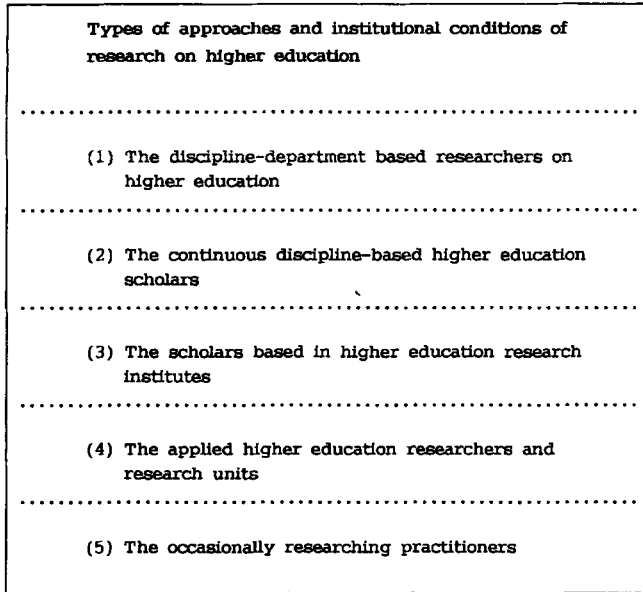 Types of approaches and institutional conditions of
research on higher education
(1) The discipline-department based researchers on
higher education
(2) The continuous discipline-based higher education
scholars
(3) The scholars based in higher education research
institutes
(4) The applied higher education researchers and
research units
(5) The occasionally researching practitioners